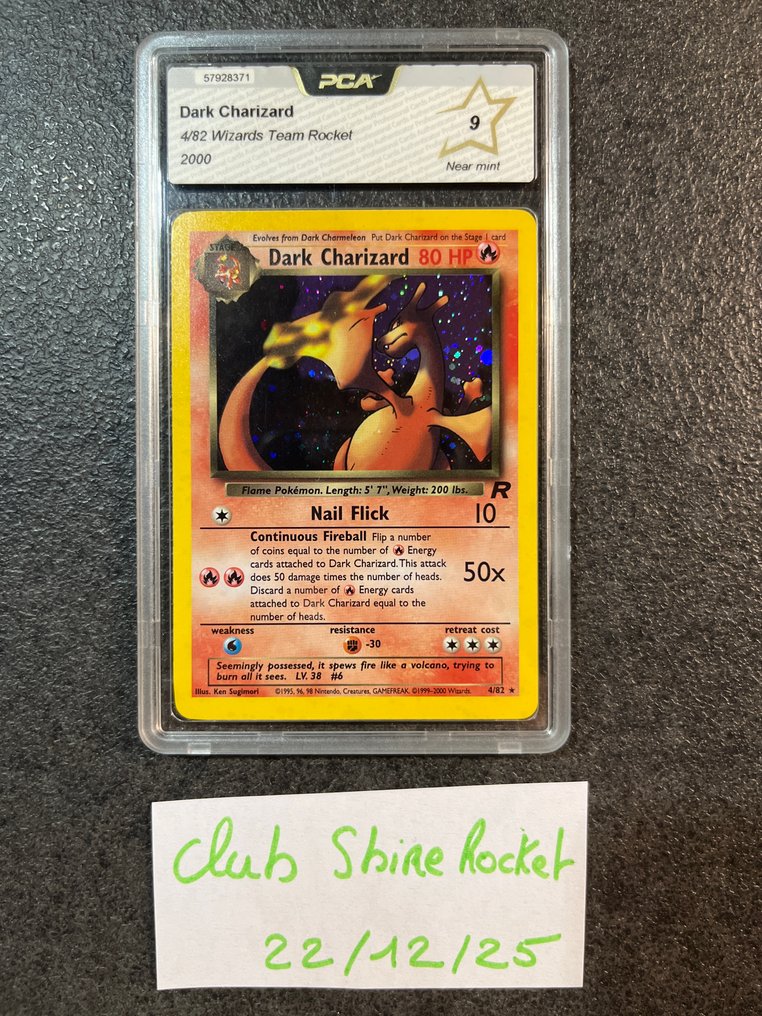 57928371
PCA
Dark Charizard
4/82 Wizards Team Rocket
2000
9
Near mint
Evolves from Dark Charmeleon Put Dark Charizard on the Stage 1 card
STAGE
Dark Charizard 80 HP
Flame Pokémon. Length: 5' 7", Weight: 200 lbs.
R
Nail Flick 10
Continuous Fireball Flip a number
of coins equal to the number of Energy
cards attached to Dark Charizard. This attack
does 50 damage times the number of heads.
Discard a number of Energy cards
attached to Dark Charizard equal to the
number of heads.
50x
weakness resistance retreat cost
-30
Seemingly possessed, it spews fire like a volcano, trying to
burn all it sees. LV. 38 #6
Illus. Ken Sugimori ©1995, 96, 98 Nintendo, Creatures, GAMEFREAK. ©1999-2000 Wizards. 4/82 ★
Club Shine Rocket
22/12/25